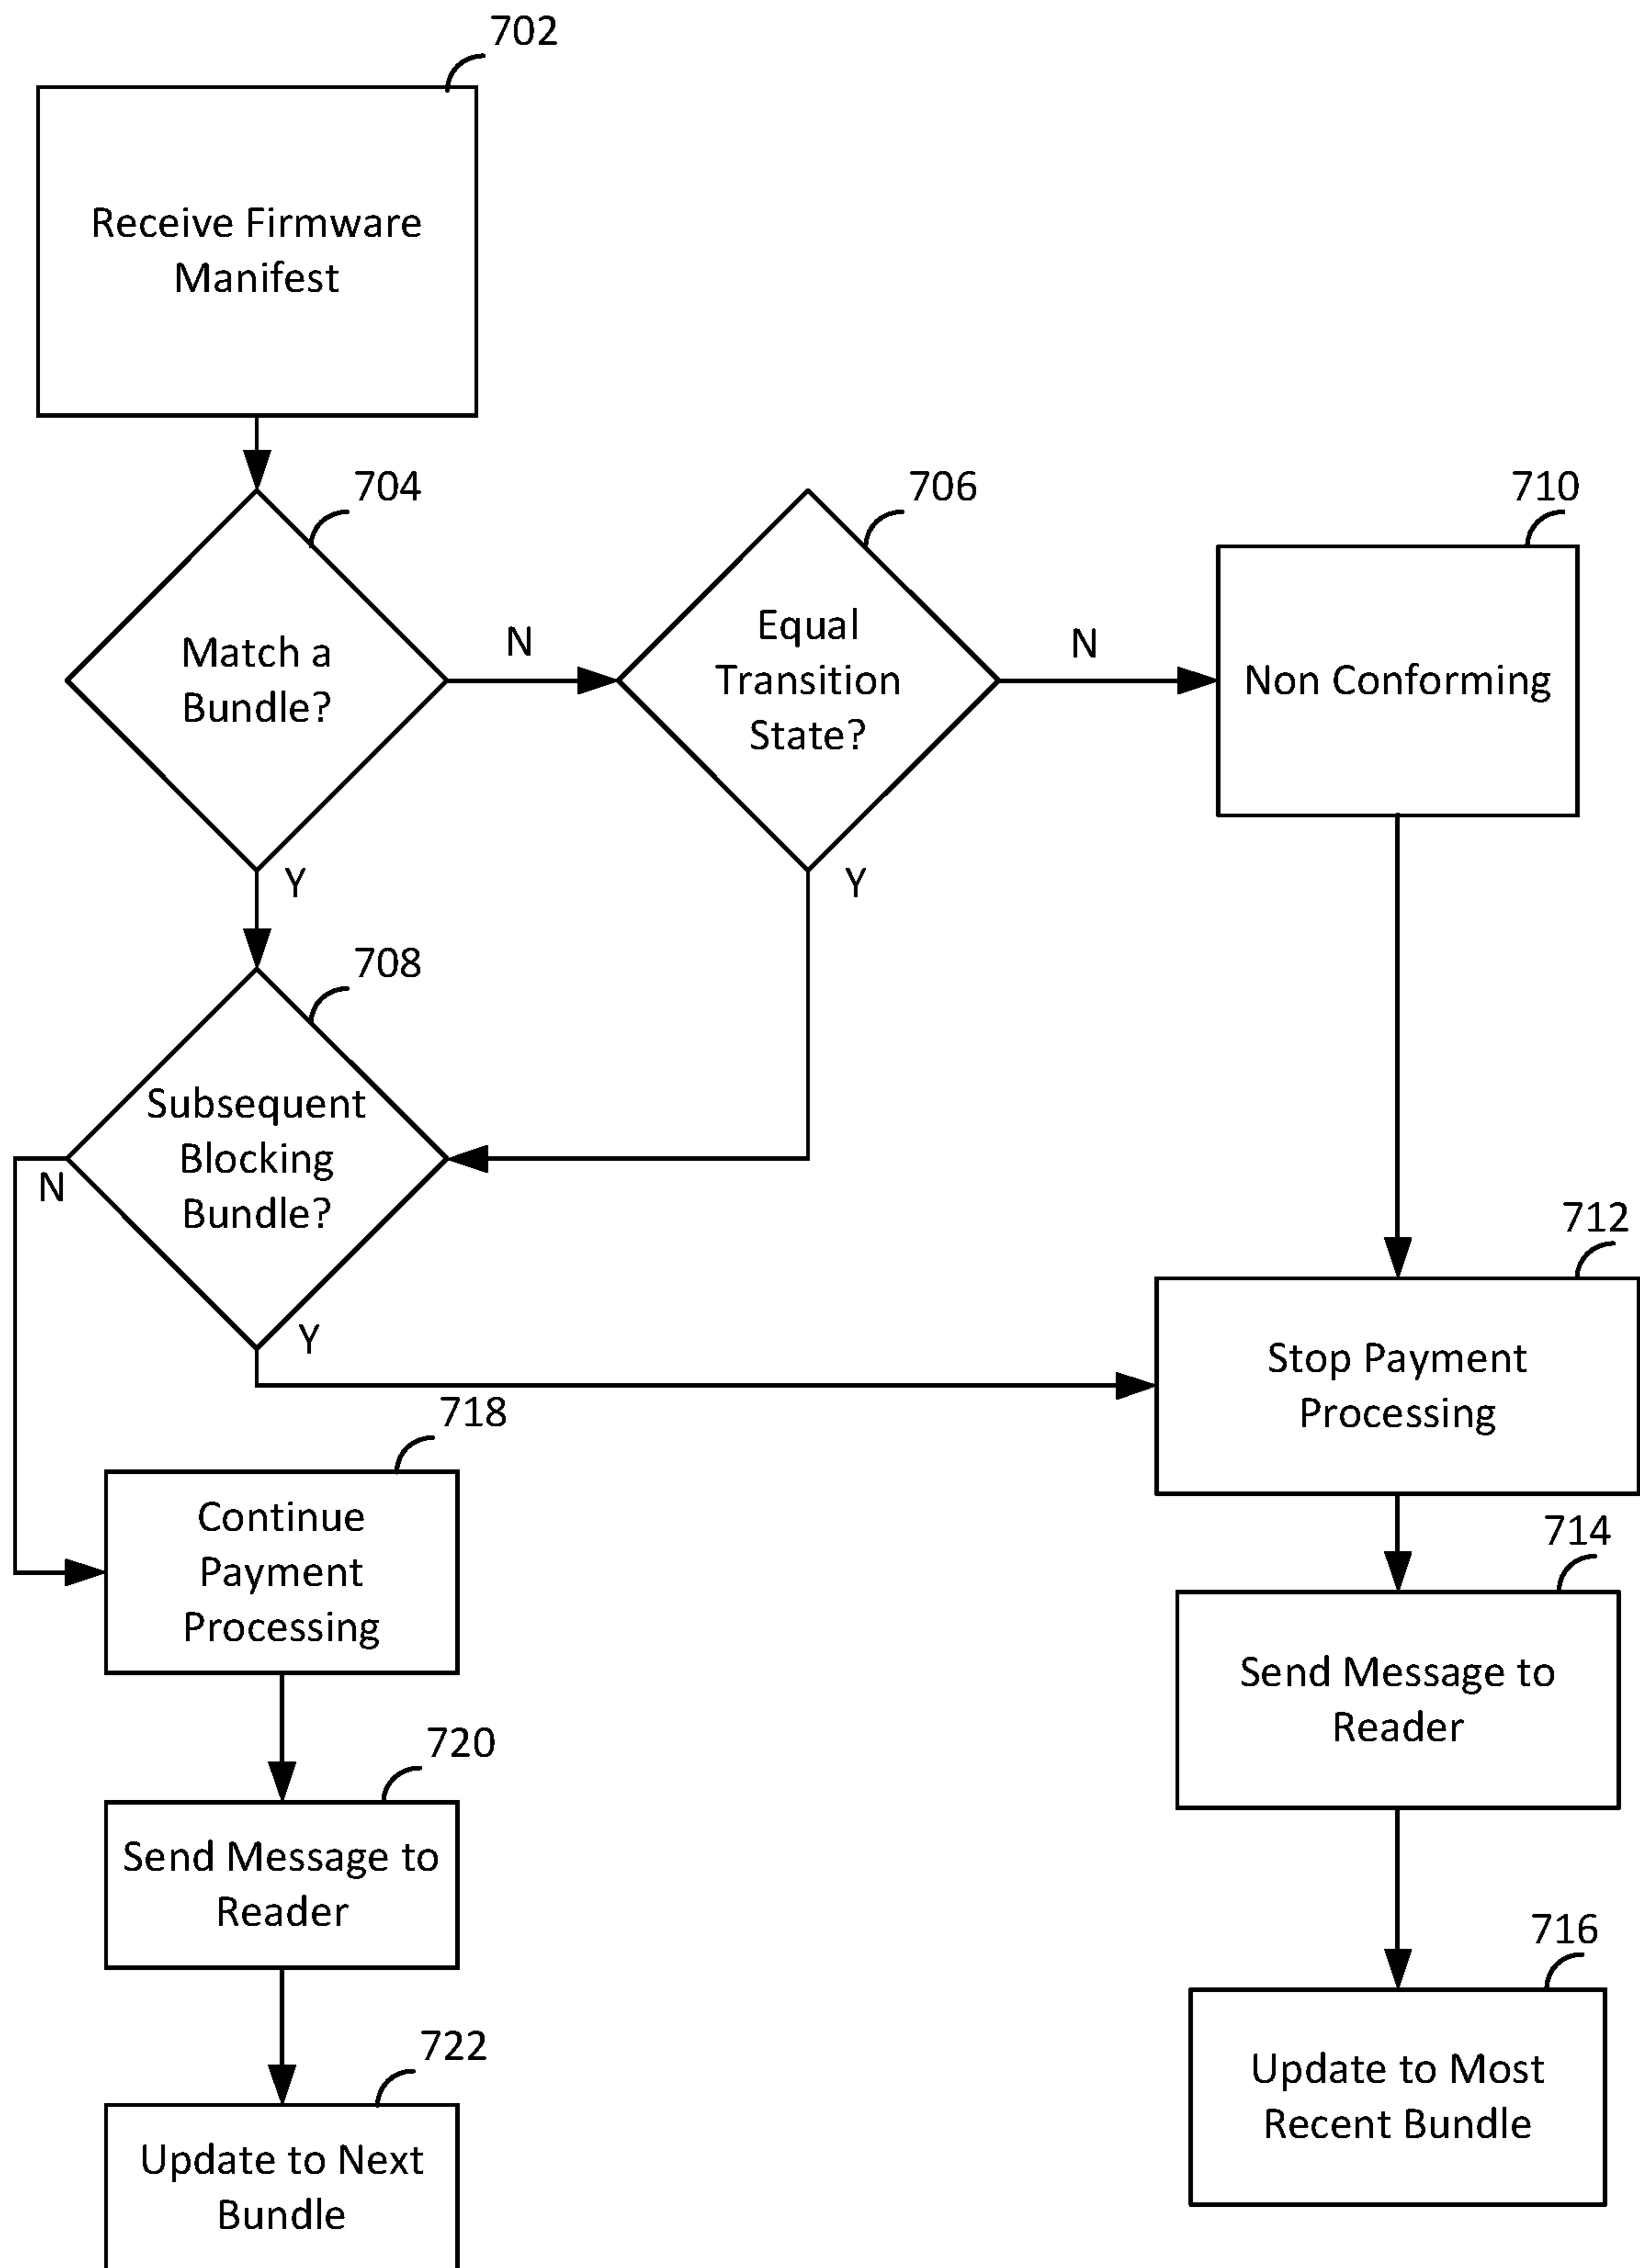 702
Receive Firmware
Manifest
704
Match a
Bundle?
N
Y
706
Equal
Transition
State?
N
Y
710
Non Conforming
708
Subsequent
Blocking
Bundle?
N
Y
712
Stop Payment
Processing
714
Send Message to
Reader
716
Update to Most
Recent Bundle
718
Continue
Payment
Processing
720
Send Message to
Reader
722
Update to Next
Bundle